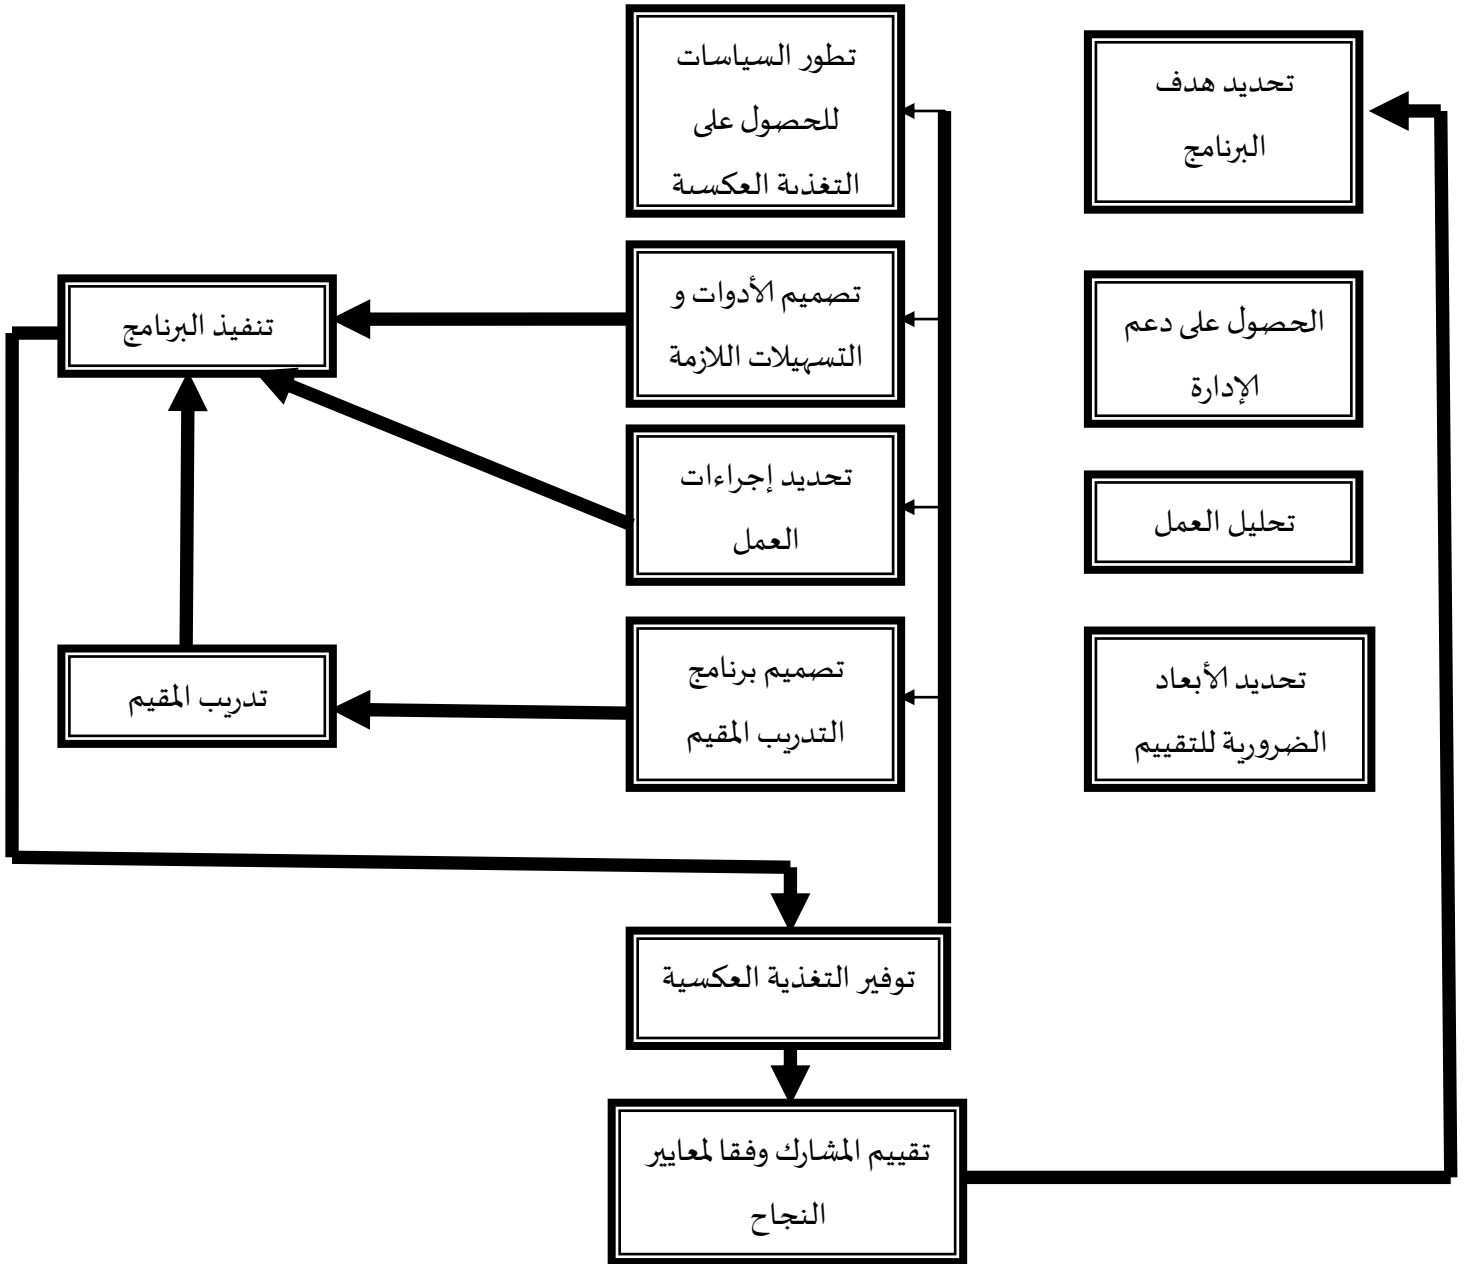 تحديد هدف
البرنامج
الحصول على دعم
الإدارة
تحليل العمل
تحديد الأبعاد
الضرورية للتقييم
تطور السياسات
للحصول على
التغذية العكسية
تصميم الأدوات و
التسهيلات اللازمة
تحديد إجراءات
العمل
تصميم برنامج
التدريب المقيم
تنفيذ البرنامج
تدريب المقيم
توفير التغذية العكسية
تقييم المشارك وفقا لمعايير
النجاح